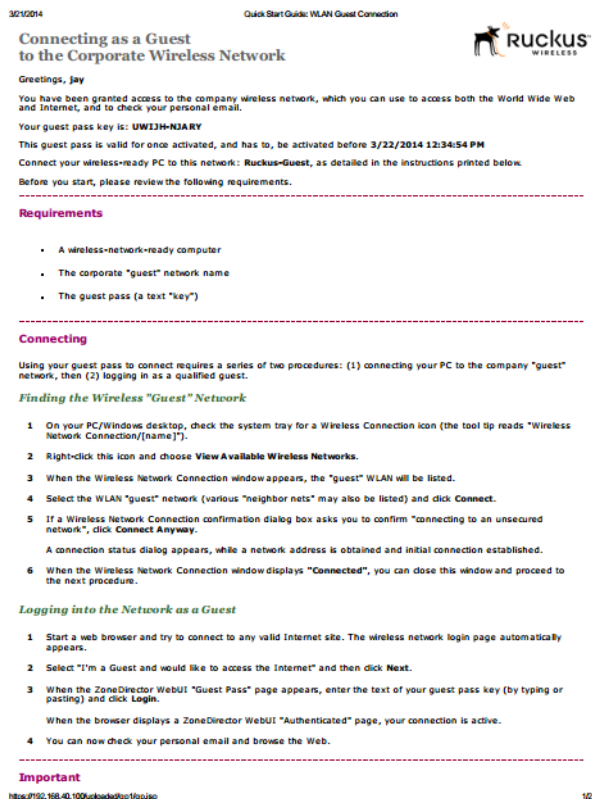 3/21/2014
Quick Start Guide: WLAN Guest Connection
Connecting as a Guest
to the Corporate Wireless Network
RUCKUS
WIRELESS
Greetings, jay
You have been granted access to the company wireless network, which you can use to access both the World Wide Web
and Internet, and to check your personal email.
Your guest pass key is: UWIJH-NJARY
This guest pass is valid for once activated, and has to, be activated before 3/22/2014 12:34:54 PM
Connect your wireless-ready PC to this network: Ruckus-Guest, as detailed in the instructions printed below.
Before you start, please review the following requirements.
Requirements
• A wireless-network-ready computer
• The corporate "guest" network name
• The guest pass (a text "key")
Connecting
Using your guest pass to connect requires a series of two procedures: (1) connecting your PC to the company "guest"
network, then (2) logging in as a qualified guest.
Finding the Wireless "Guest" Network
1 On your PC/Windows desktop, check the system tray for a Wireless Connection icon (the tool tip reads "Wireless
Network Connection/[name]").
2 Right-click this icon and choose View Available Wireless Networks.
3 When the Wireless Network Connection window appears, the "guest" WLAN will be listed.
4 Select the WLAN "guest" network (various "neighbor nets" may also be listed) and click Connect.
5 If a Wireless Network Connection confirmation dialog box asks you to confirm "connecting to an unsecured
network", click Connect Anyway.
A connection status dialog appears, while a network address is obtained and initial connection established.
6 When the Wireless Network Connection window displays "Connected", you can close this window and proceed to
the next procedure.
Logging into the Network as a Guest
1 Start a web browser and try to connect to any valid Internet site. The wireless network login page automatically
appears.
2 Select "I'm a Guest and would like to access the Internet" and then click Next.
3 When the ZoneDirector WebUI "Guest Pass" page appears, enter the text of your guest pass key (by typing or
pasting) and click Login.
When the browser displays a ZoneDirector WebUI "Authenticated" page, your connection is active.
4 You can now check your personal email and browse the Web.
Important
https://192.168.40.100/uploaded/gp1/gp.jsp
1/2